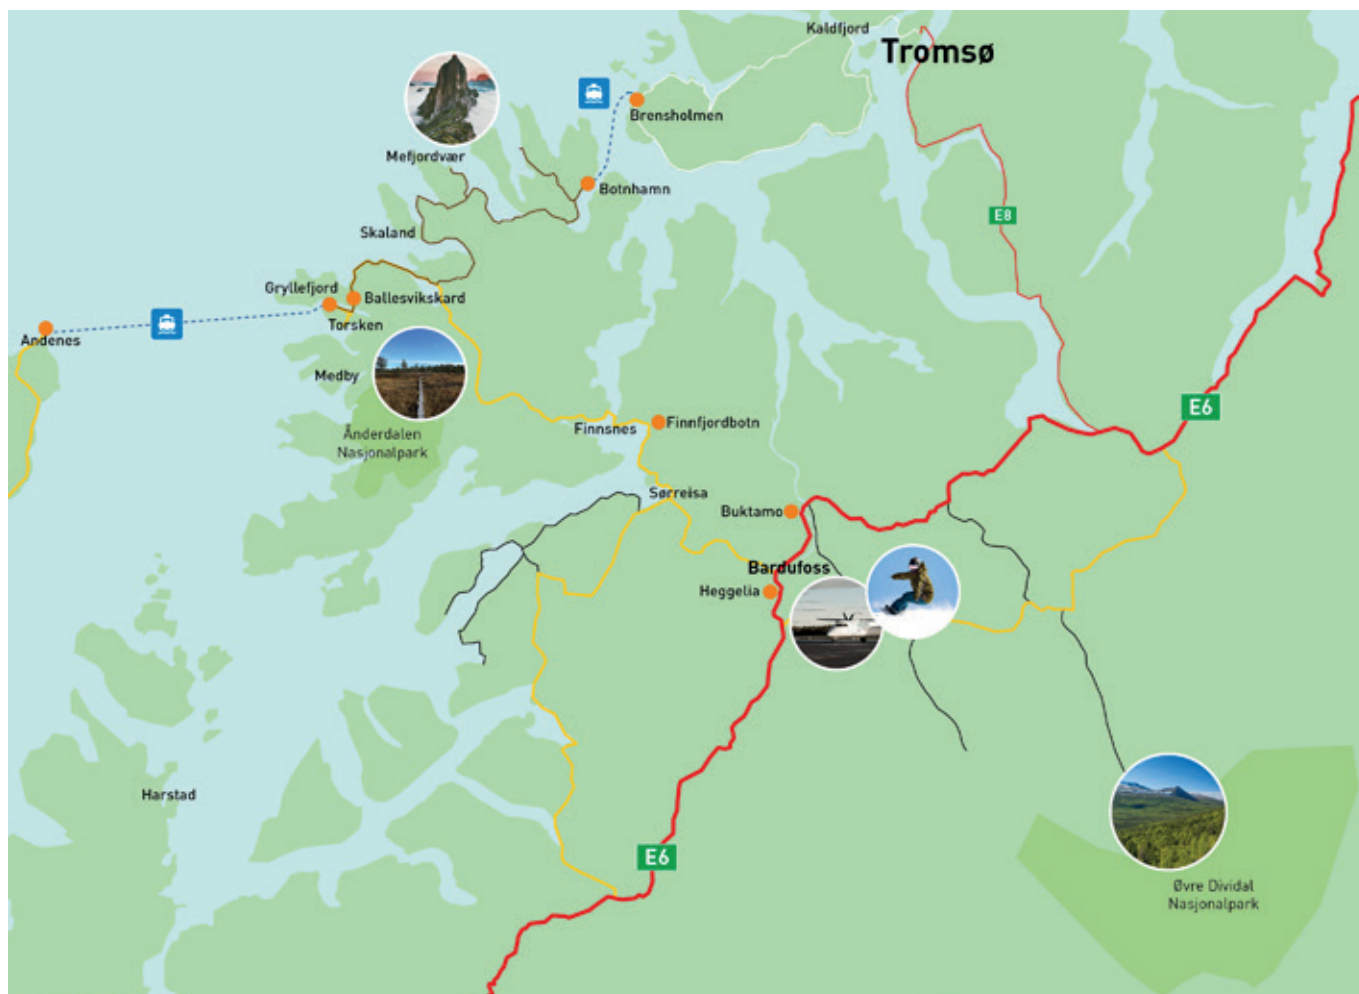 Kaldfjord
Tromsø
Brensholmen
Mefjordvær
Botnhamn
E8
Skaland
Gryllefjord
Ballesvikskard
Torsken
Andenes
Medby
E6
Finnsnes
Finnfjordbotn
Ånderdalen
Nasjonalpark
Sørreisa
Buktamo
Bardufoss
Heggelia
Harstad
E6
Øvre Dividal
Nasjonalpark